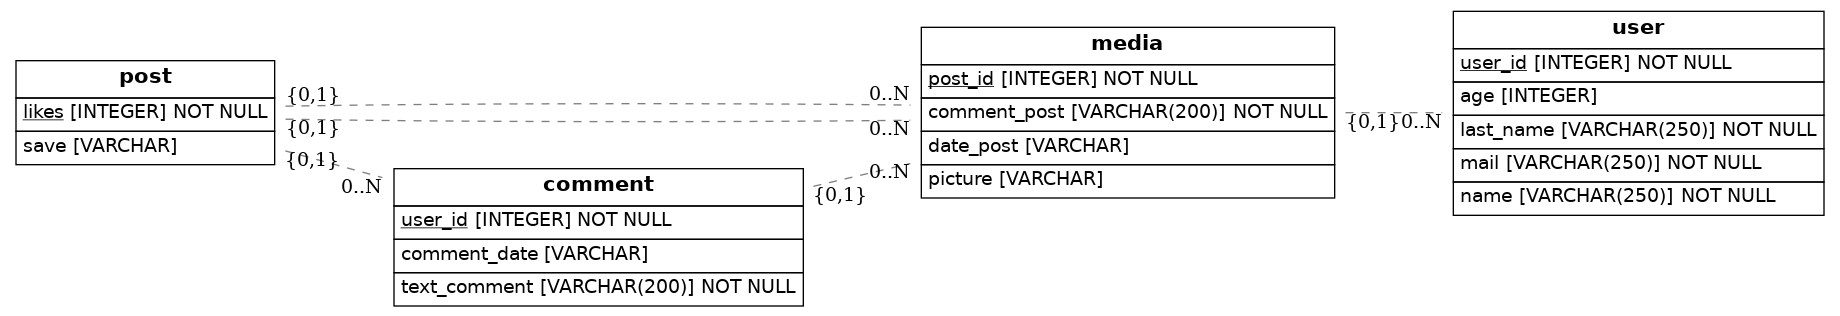 post
likes [INTEGER] NOT NULL
save [VARCHAR]
{0,1}
0..N
{0,1}
0..N
{0,1}
0..N
comment
user_id [INTEGER] NOT NULL
comment_date [VARCHAR]
text_comment [VARCHAR(200)] NOT NULL
{0,1}
0..N
media
post_id [INTEGER] NOT NULL
comment_post [VARCHAR(200)] NOT NULL
date_post [VARCHAR]
picture [VARCHAR]
{0,1}
0..N
user
user_id [INTEGER] NOT NULL
age [INTEGER]
last_name [VARCHAR(250)] NOT NULL
mail [VARCHAR(250)] NOT NULL
name [VARCHAR(250)] NOT NULL